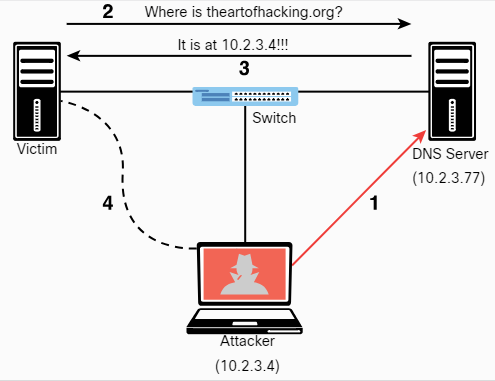 2 Where is theartofhacking.org?
It is at 10.2.3.4!!!
3
Switch
Victim
DNS Server
(10.2.3.77)
4
1
Attacker
(10.2.3.4)